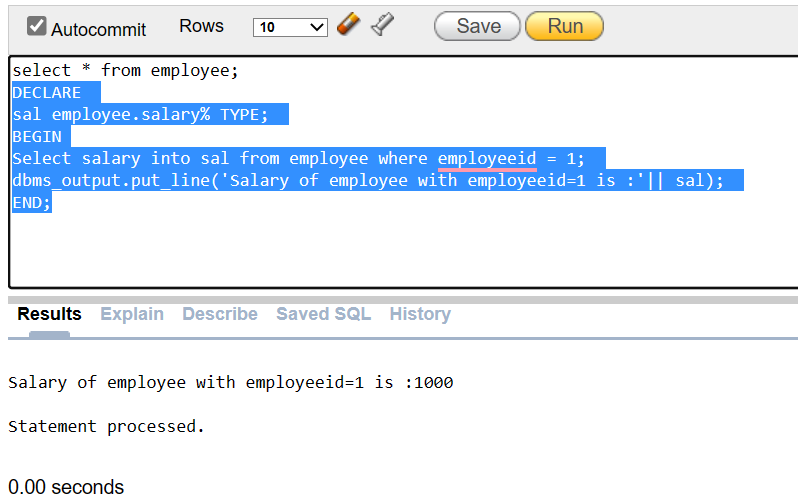 Autocommit Rows 10 Save Run
select * from employee;
DECLARE
sal employee.salary% TYPE;
BEGIN
Select salary into sal from employee where employeeid = 1;
dbms_output.put_line('Salary of employee with employeeid=1 is :'|| sal);
END;
Results Explain Describe Saved SQL History
Salary of employee with employeeid=1 is :1000
Statement processed.
0.00 seconds